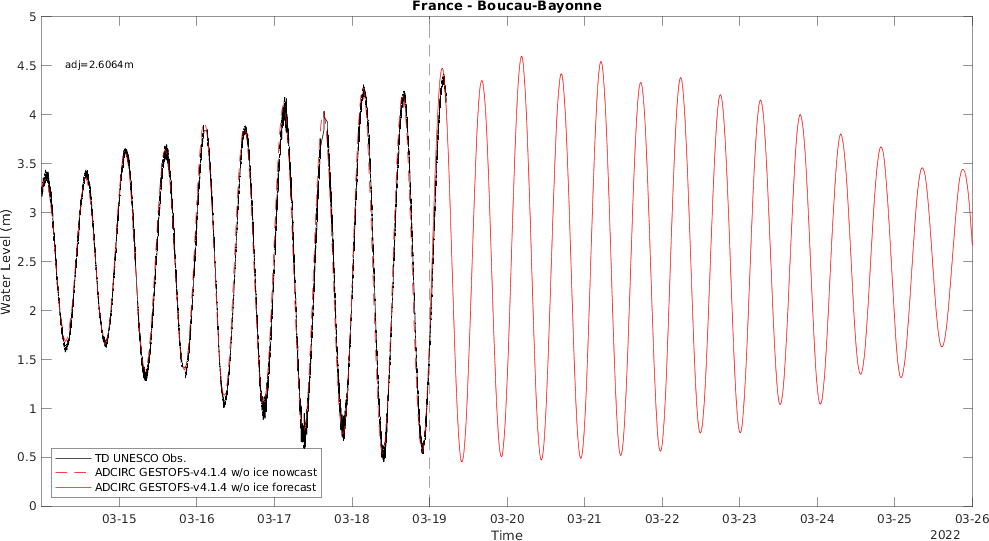 France - Boucau-Bayonne
adj=2.6064m
Water Level (m)
5
4.5
4
3.5
3
2.5
2
1.5
1
0.5
0
TD UNESCO Obs.
ADCIRC GESTOFS-v4.1.4 w/o ice nowcast
ADCIRC GESTOFS-v4.1.4 w/o ice forecast
03-15 03-16 03-17 03-18 03-19 03-20 03-21 03-22 03-23 03-24 03-25 03-26
Time
2022